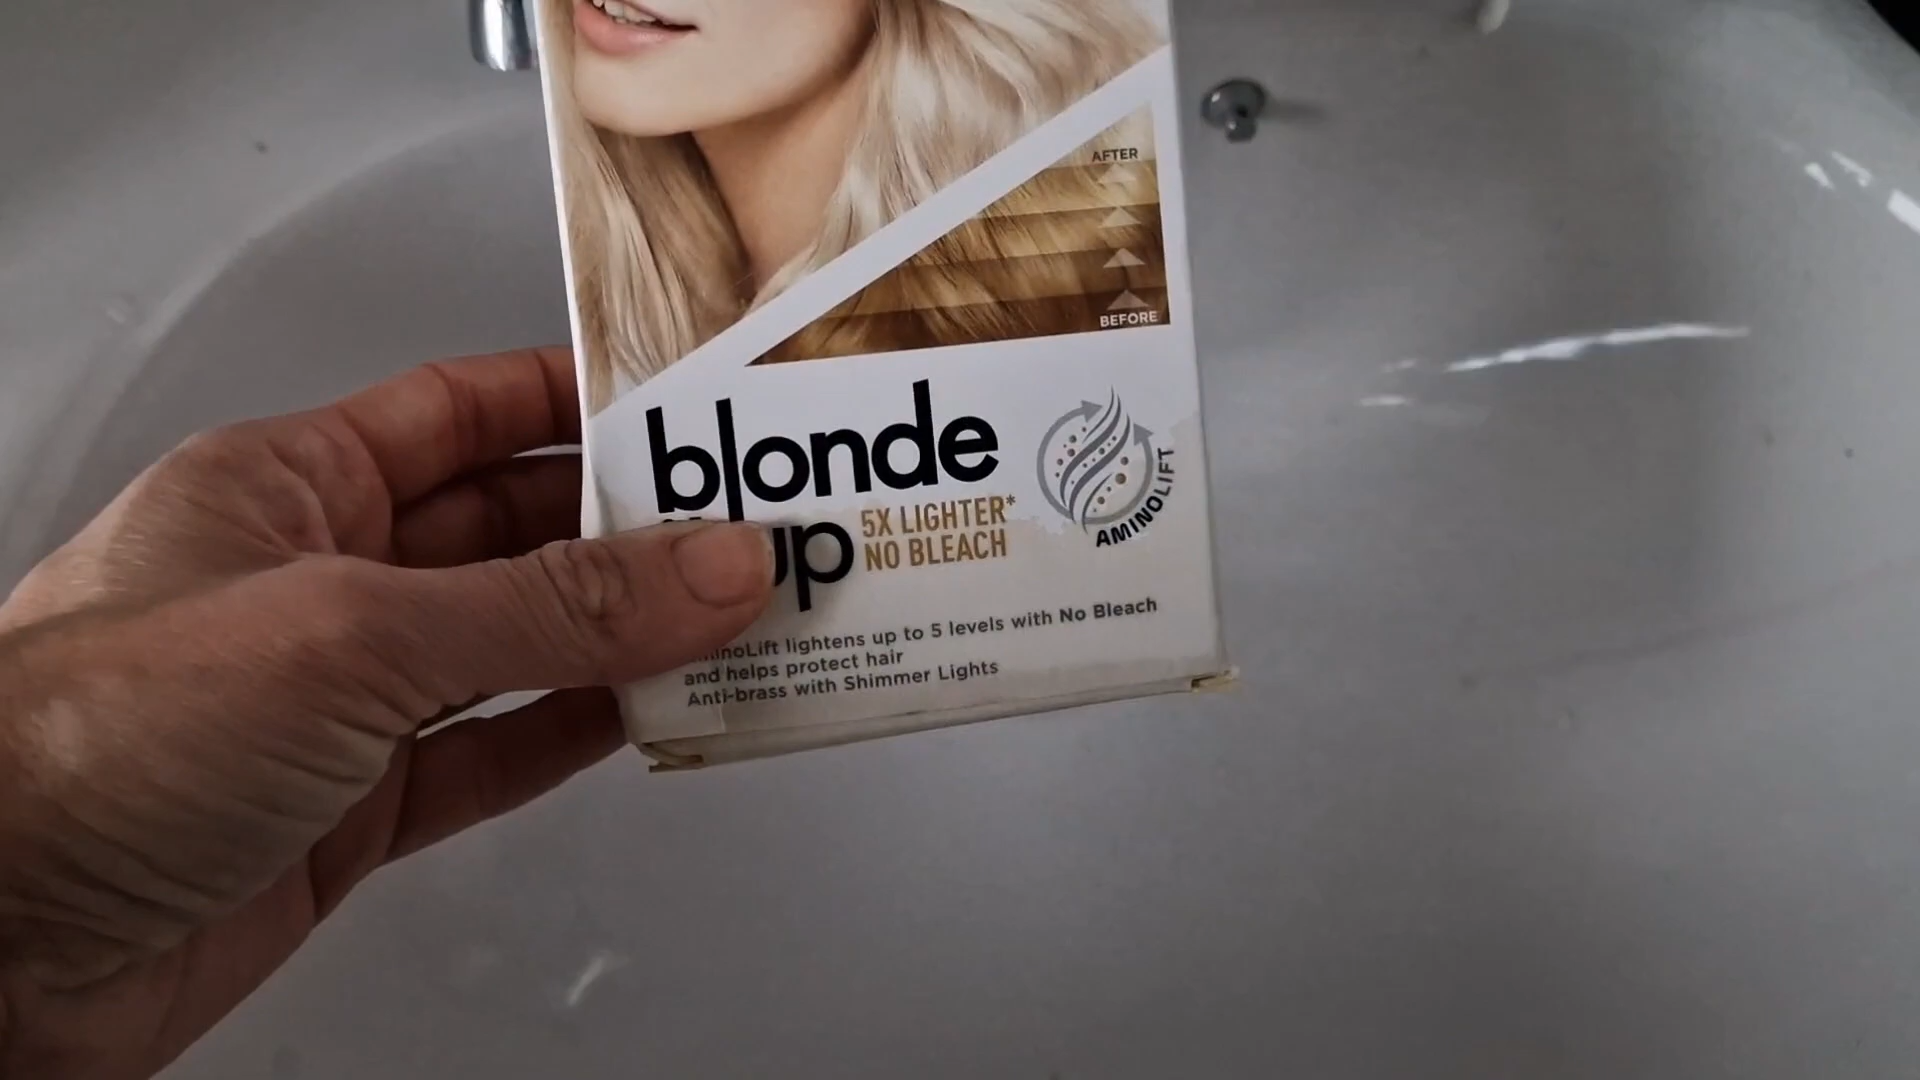 AFTER
BEFORE
blonde
up
5X LIGHTER*
NO BLEACH
AMINOLIFT
lightens up to 5 levels with No Bleach
and helps protect hair
Anti-brass with Shimmer Lights